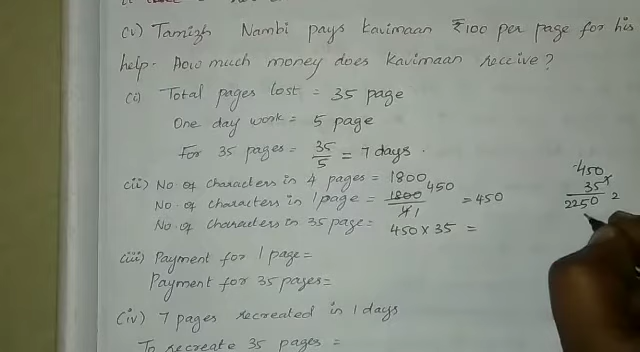 (v) Tamizh Nambi pays Kavimaan ₹100 per page for his
help. How much money does Kavimaan receive?
(i) Total pages lost = 35 page
One day work = 5 page
For 35 pages = 35/5 = 7 days.
(ii) No of characters in 4 pages = 1800
No of characters in 1 page = 1800/4 450 1 = 450
No of Characters in 35 page = 450 × 35 =
450
35 ×
2250 2
(iii) Payment for 1 page =
Payment for 35 pages =
(iv) 7 pages recreated in 1 days
To recreate 35 pages =